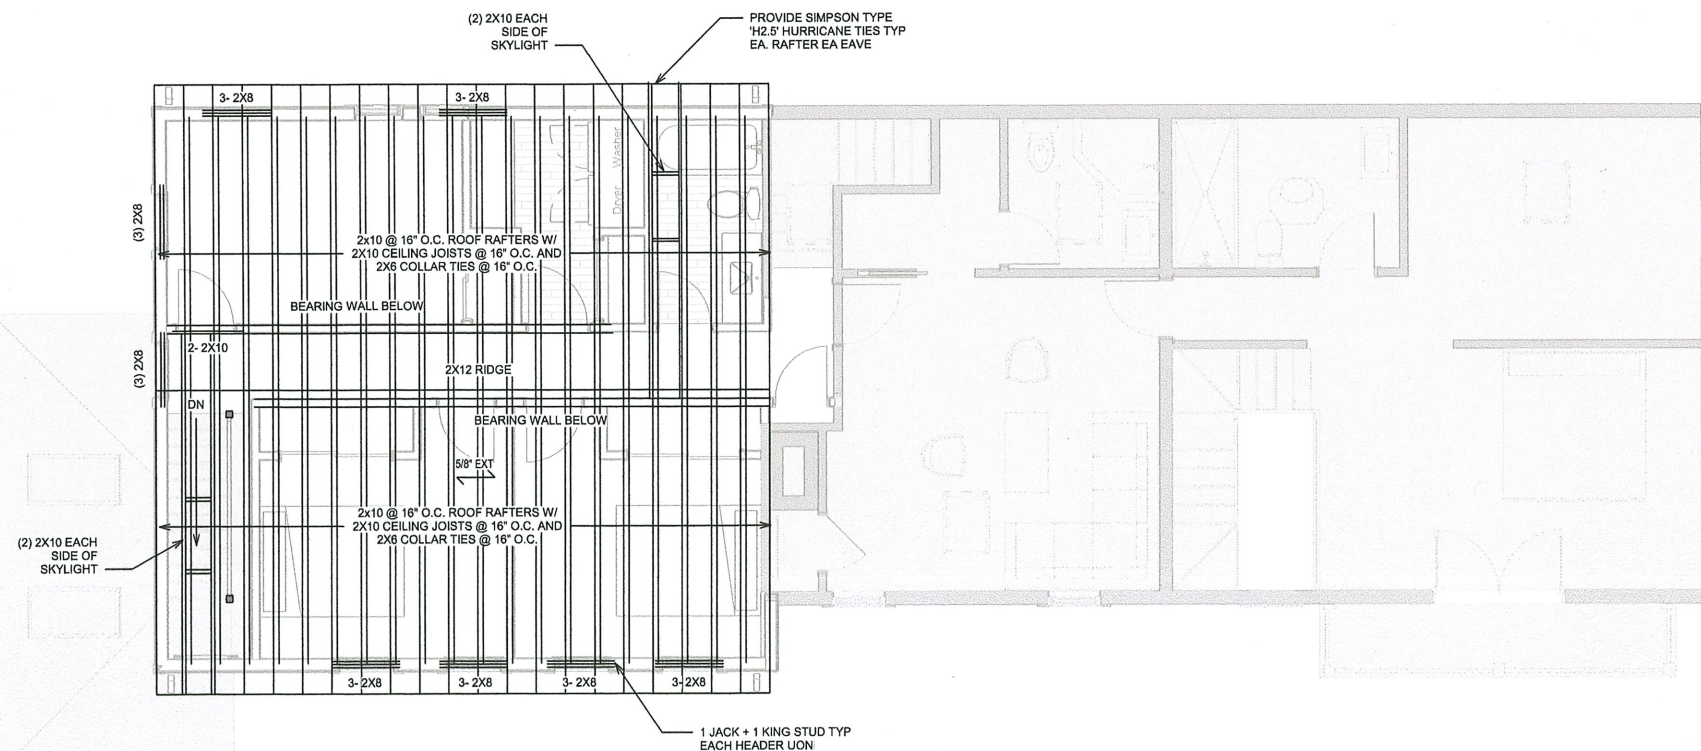 (2) 2X10 EACH
SIDE OF
SKYLIGHT
PROVIDE SIMPSON TYPE
'H2.5' HURRICANE TIES TYP
EA. RAFTER EA EAVE
3- 2X8
3- 2X8
Dryer
Washer
(3) 2X8
2x10 @ 16" O.C. ROOF RAFTERS W/
2X10 CEILING JOISTS @ 16" O.C. AND
2X6 COLLAR TIES @ 16" O.C.
BEARING WALL BELOW
2- 2X10
(3) 2X8
2X12 RIDGE
DN
BEARING WALL BELOW
5/8" EXT
2x10 @ 16" O.C. ROOF RAFTERS W/
2X10 CEILING JOISTS @ 16" O.C. AND
2X6 COLLAR TIES @ 16" O.C.
(2) 2X10 EACH
SIDE OF
SKYLIGHT
3- 2X8
3- 2X8
3- 2X8
3- 2X8
1 JACK + 1 KING STUD TYP
EACH HEADER UON